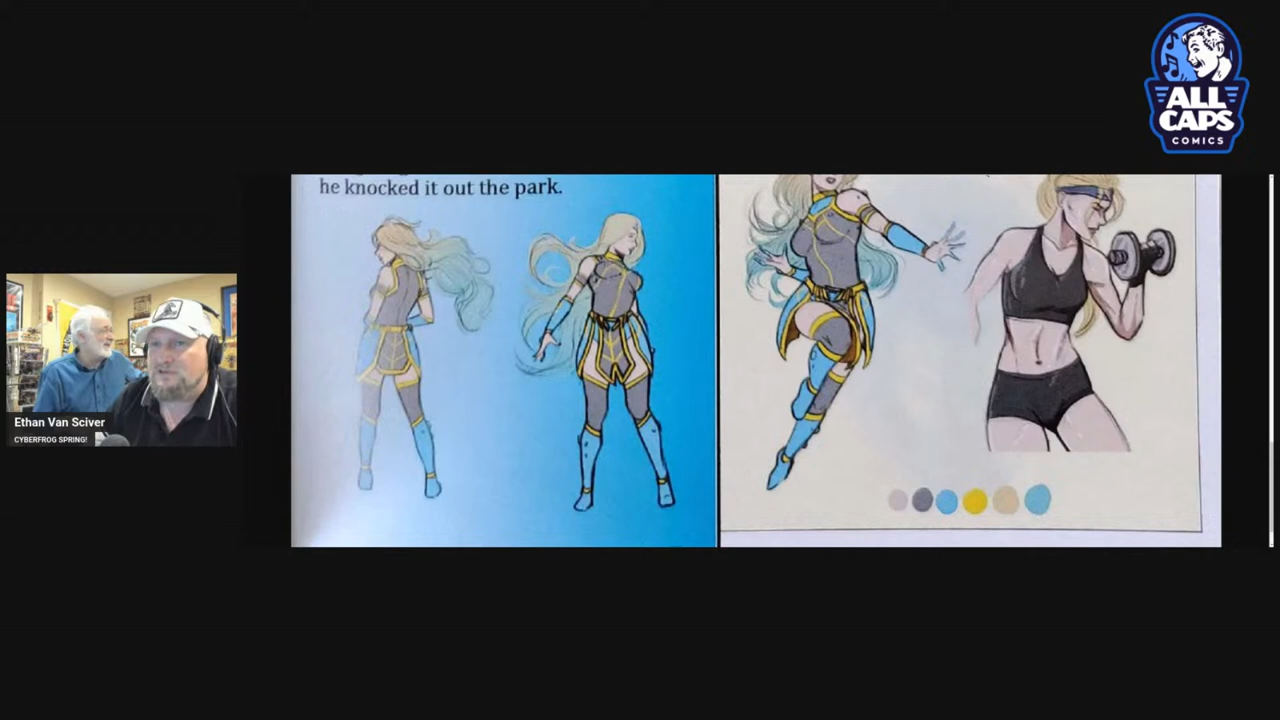 ALL
CAPS
COMICS
he knocked it out the park.
Ethan Van Sciver
CYBERFROG SPRING!